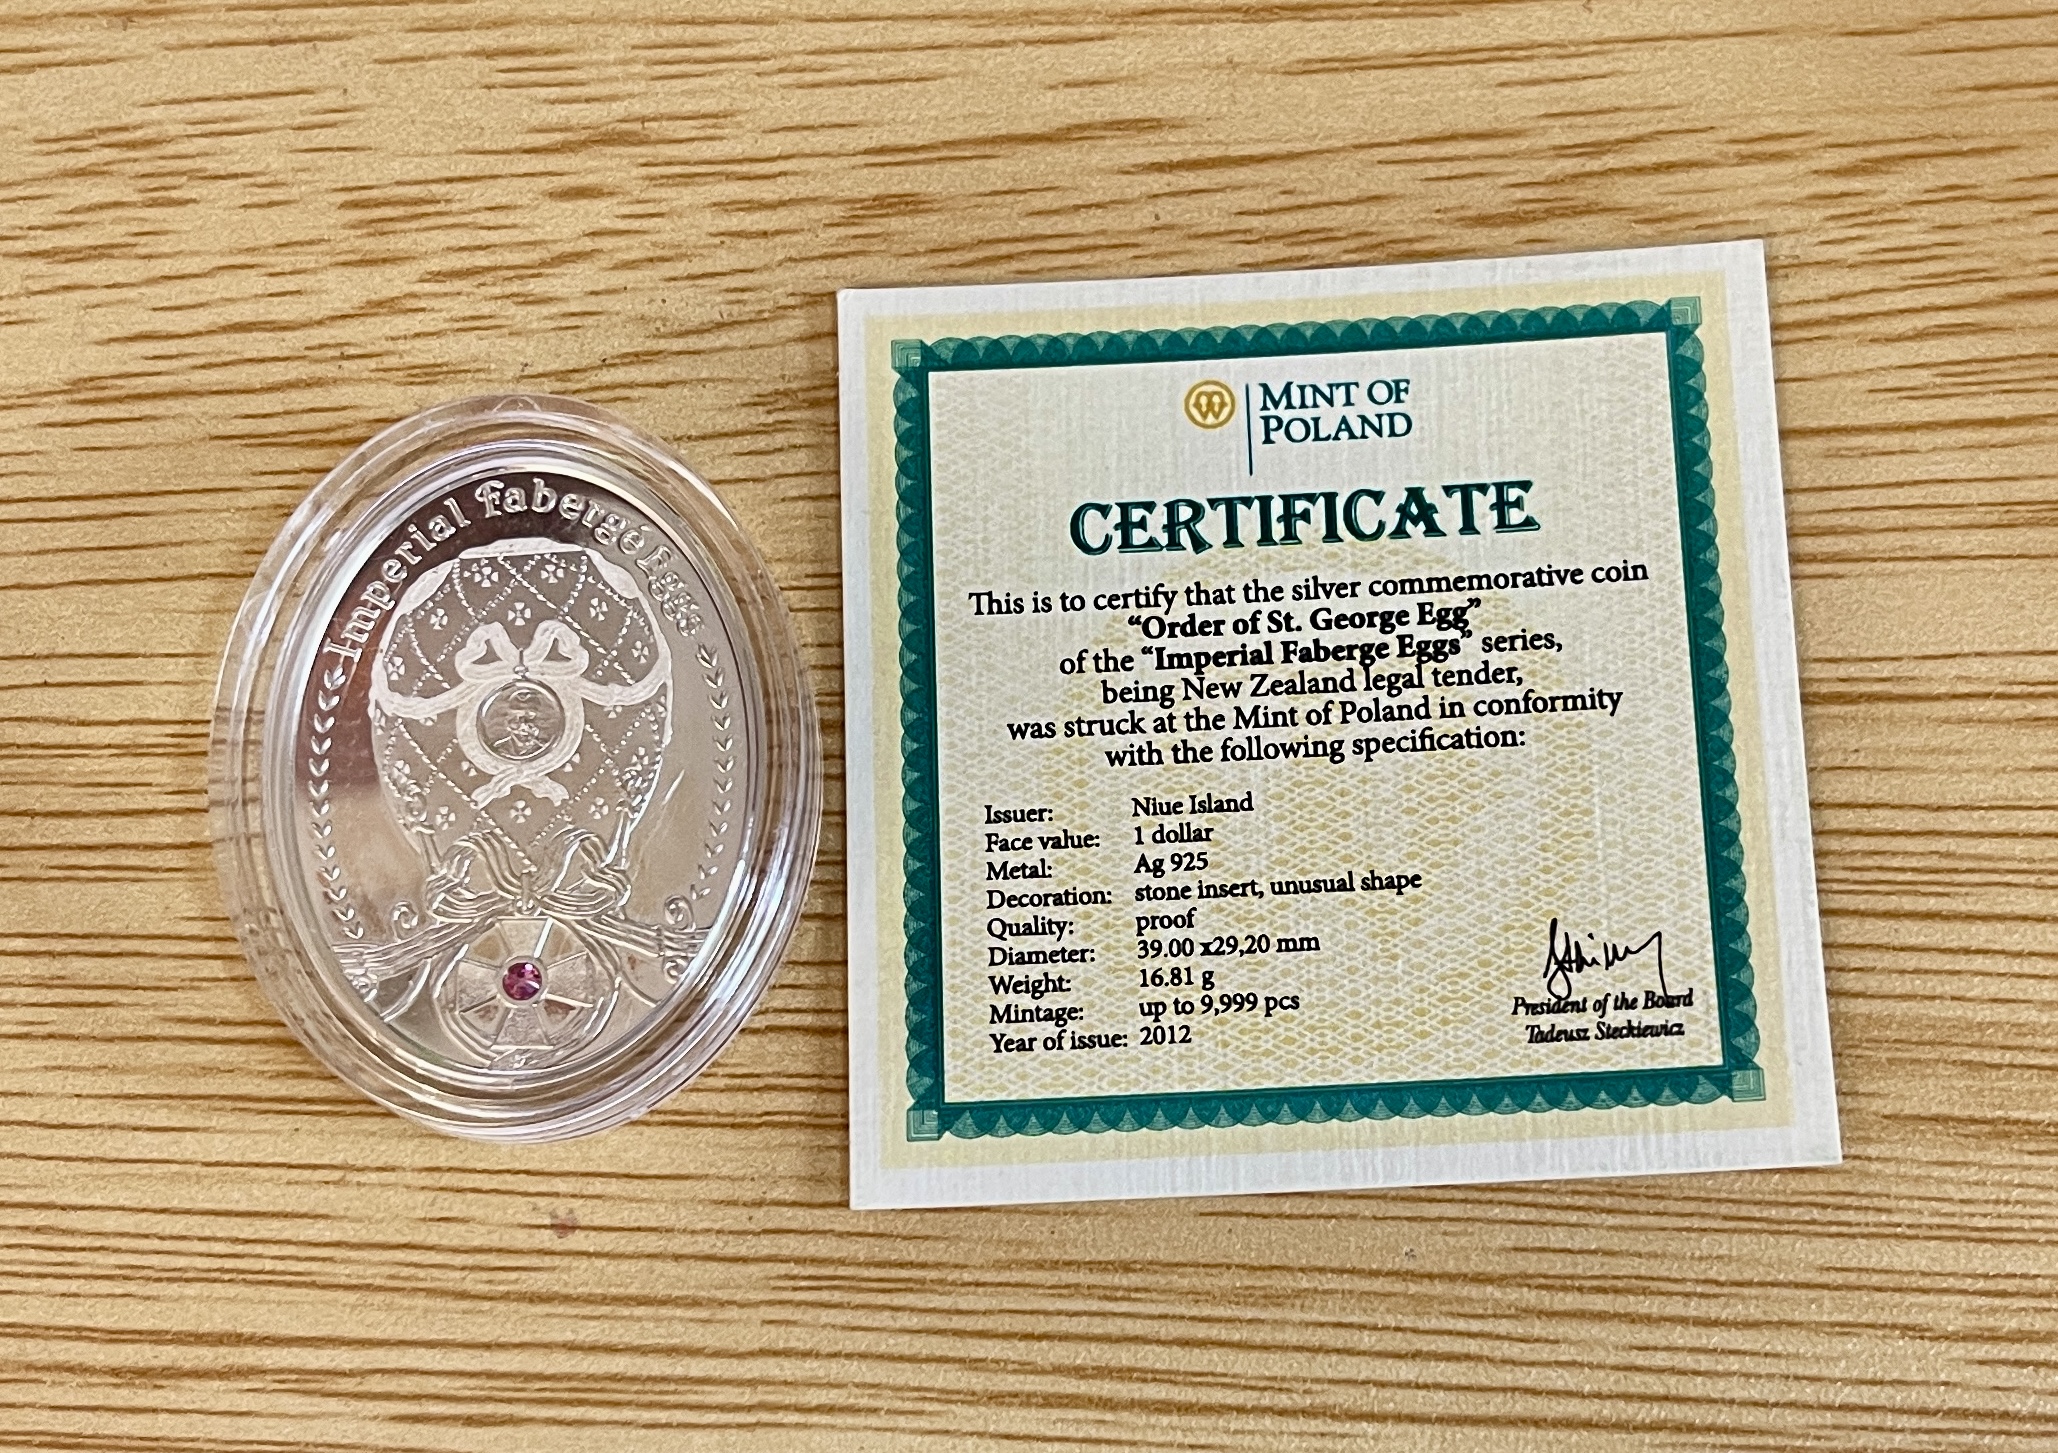 Imperial Fabergé Eggs
MINT OF
POLAND
CERTIFICATE
This is to certify that the silver commemorative coin
“Order of St. George Egg”
of the “Imperial Faberge Eggs” series,
being New Zealand legal tender,
was struck at the Mint of Poland in conformity
with the following specification:
Issuer: Niue Island
Face value: 1 dollar
Metal: Ag 925
Decoration: stone insert, unusual shape
Quality: proof
Diameter: 39.00 x29,20 mm
Weight: 16.81 g
Mintage: up to 9,999 pcs
Year of issue: 2012
President of the Board
Tadeusz Steckiewicz